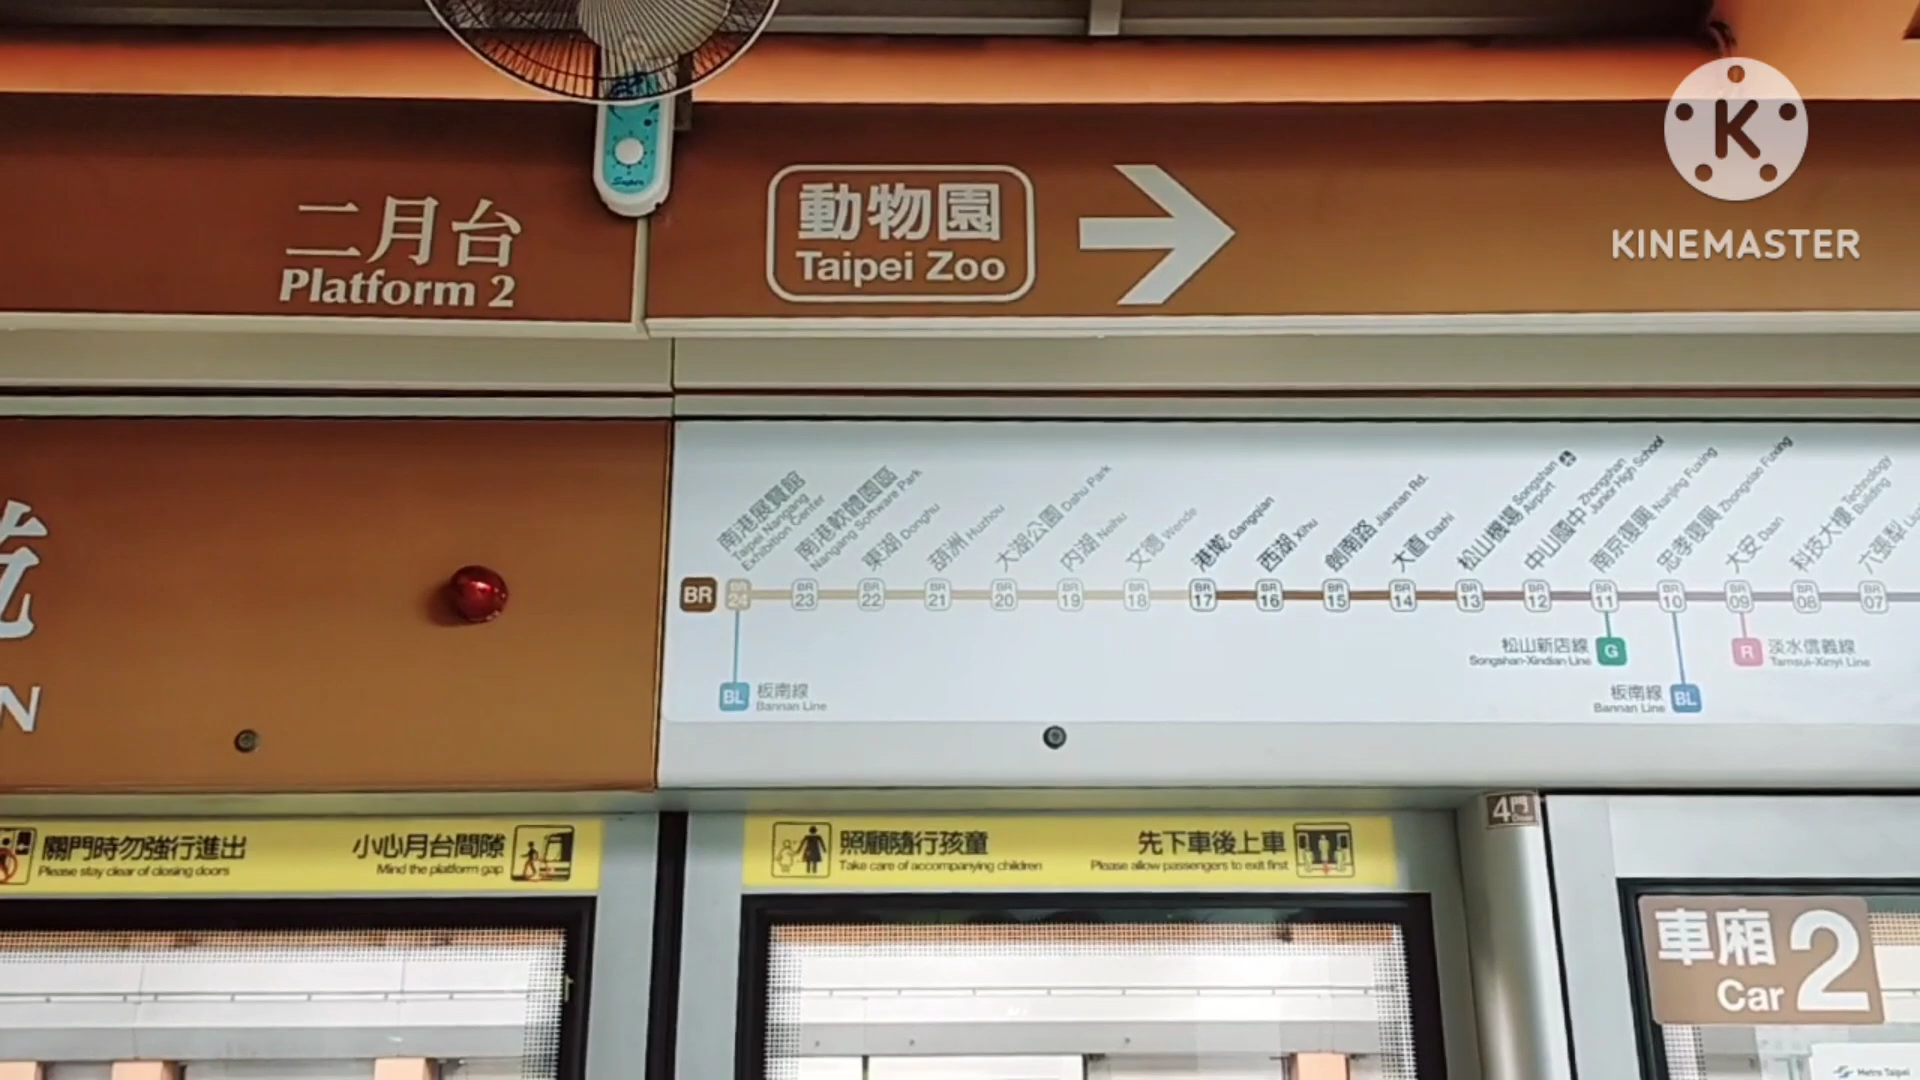 K
KINEMASTER
二月台
Platform 2
動物園
Taipei Zoo
Super
N
南港展覽館
Taipei Nangang
Exhibition Center
南港軟體園區
Nangang Software Park
東湖 Donghu
葫洲 Huzhou
大湖公園 Dahu Park
內湖 Neihu
文德 Wende
港墘 Gangqian
西湖 Xihu
劍南路 Jiannan Rd.
大直 Dazhi
松山機場 Songshan
Airport
中山國中 Zhongshan
Junior High School
南京復興 Nanjing Fuxing
忠孝復興 Zhongxiao Fuxing
大安 Daan
科技大樓 Technology
Building
六張犁
BR
BR 24
BR 23
BR 22
BR 21
BR 20
BR 19
BR 18
BR 17
BR 16
BR 15
BR 14
BR 13
BR 12
BR 11
BR 10
BR 09
BR 08
BR 07
松山新店線
Songshan-Xindian Line
G
R
淡水信義線
Tamsui-Xinyi Line
BL
板南線
Bannan Line
板南線
Bannan Line
BL
4門
Door
關門時勿強行進出
Please stay clear of closing doors
小心月台間隙
Mind the platform gap
照顧隨行孩童
Take care of accompanying children
先下車後上車
Please allow passengers to exit first
車廂
Car
2
Metro Taipei